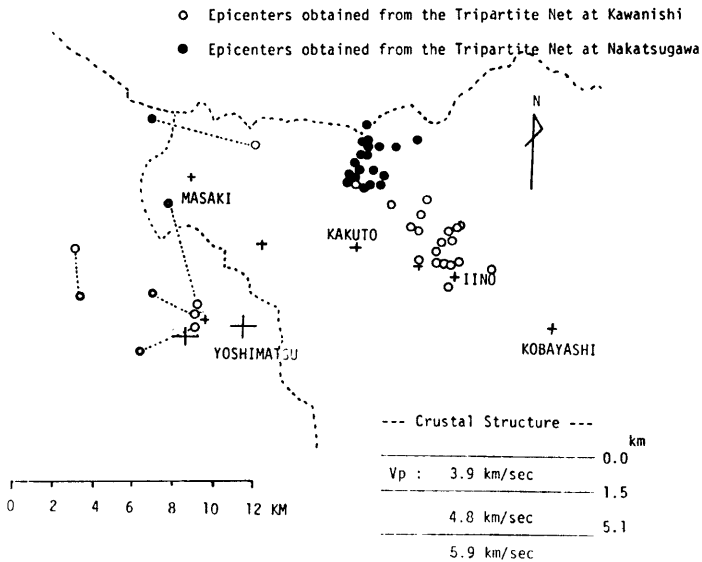 ○ Epicenters obtained from the Tripartite Net at Kawanishi
● Epicenters obtained from the Tripartite Net at Nakatsugawa
N
MASAKI
KAKUTO
IINO
YOSHIMATSU
KOBAYASHI
--- Crustal Structure ---
km
0.0
Vp : 3.9 km/sec
1.5
4.8 km/sec
5.1
5.9 km/sec
0 2 4 6 8 10 12 KM